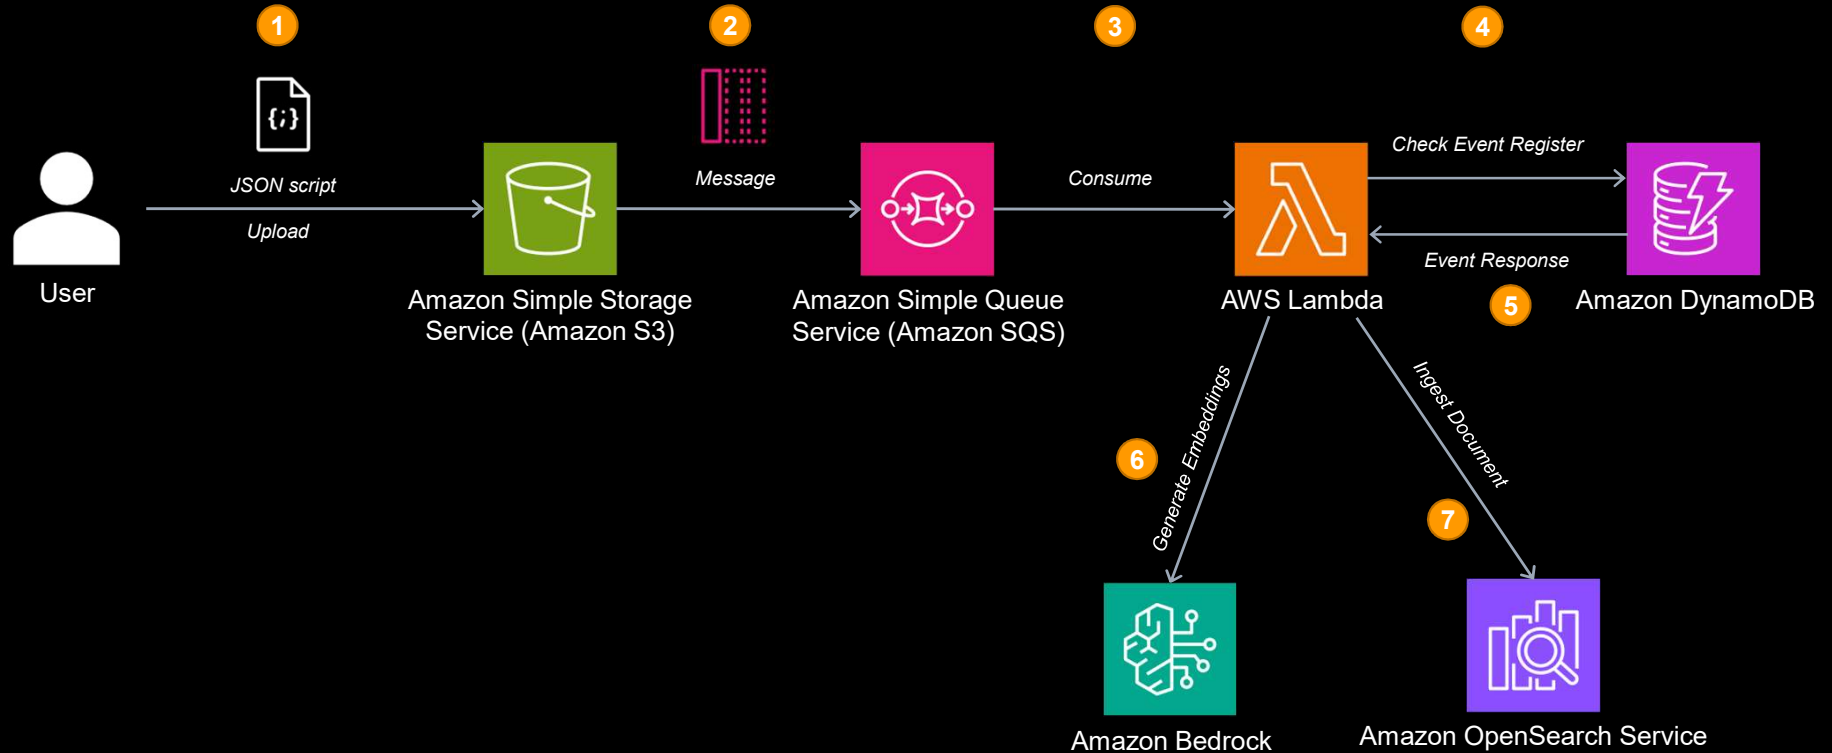 1
2
3
4
{;}
JSON script
Upload
Message
Consume
Check Event Register
Event Response
User
Amazon Simple Storage
Service (Amazon S3)
Amazon Simple Queue
Service (Amazon SQS)
AWS Lambda
5
Amazon DynamoDB
Generate Embeddings
Ingest Document
6
7
Amazon Bedrock
Amazon OpenSearch Service